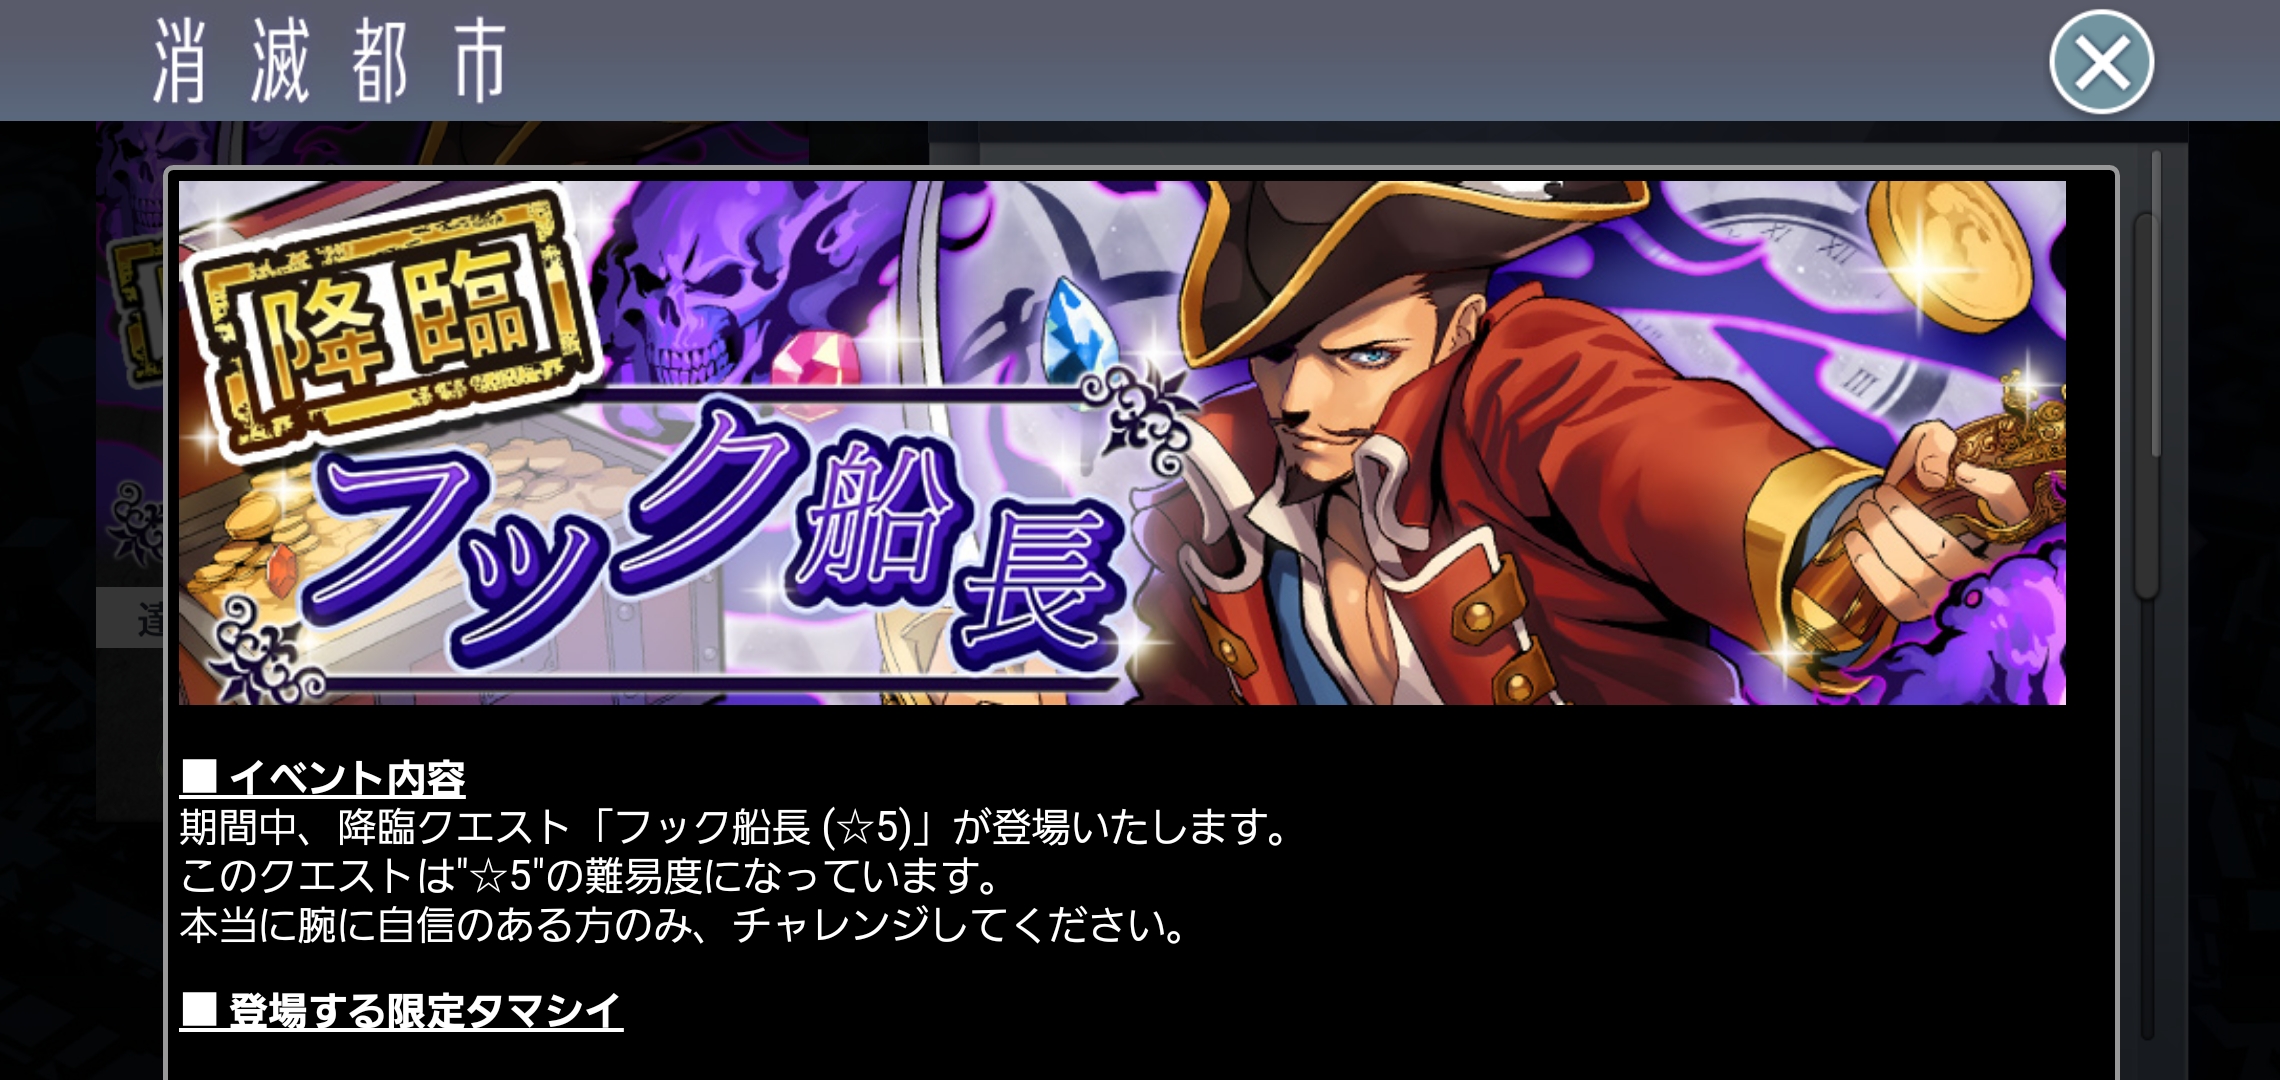 消滅都市
降臨
フック船長
■ イベント内容
期間中、降臨クエスト「フック船長 (☆5)」が登場いたします。
このクエストは"☆5"の難易度になっています。
本当に腕に自信のある方のみ、チャレンジしてください。
■ 登場する限定タマシイ